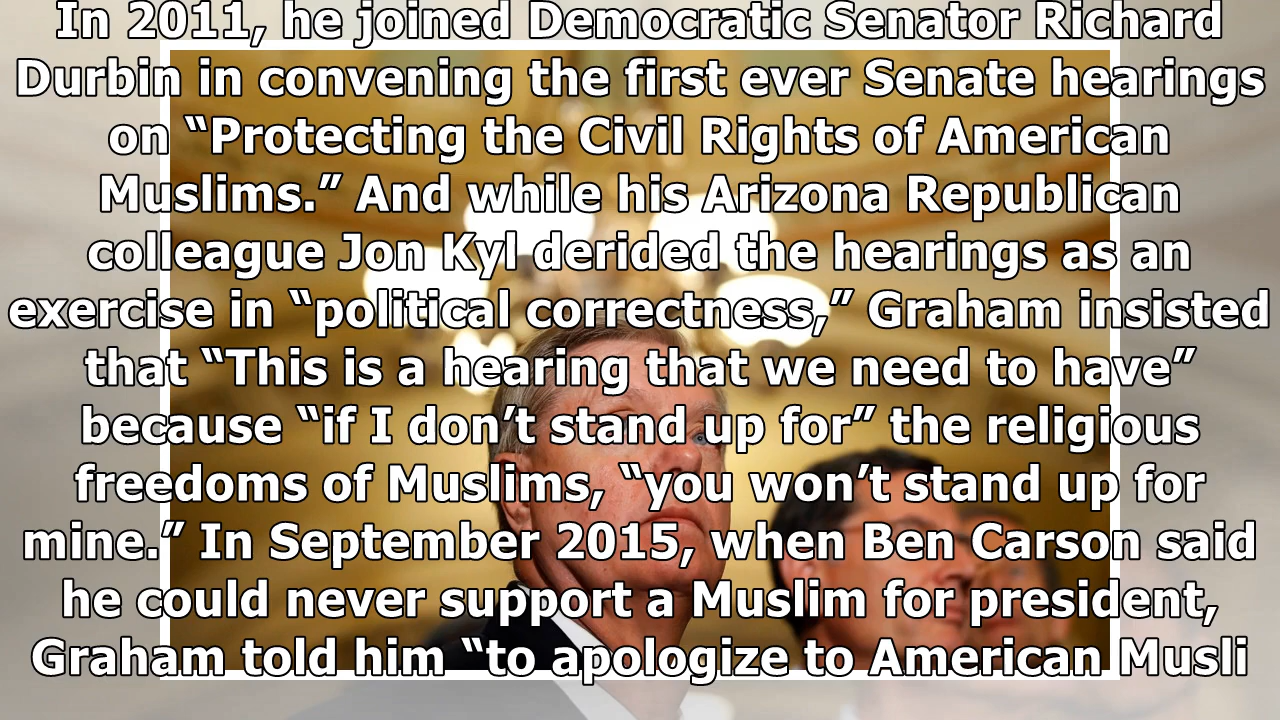 In 2011, he joined Democratic Senator Richard
Durbin in convening the first ever Senate hearings
on “Protecting the Civil Rights of American
Muslims.” And while his Arizona Republican
colleague Jon Kyl derided the hearings as an
exercise in “political correctness,” Graham insisted
that “This is a hearing that we need to have”
because “if I don’t stand up for” the religious
freedoms of Muslims, “you won’t stand up for
mine.” In September 2015, when Ben Carson said
he could never support a Muslim for president,
Graham told him “to apologize to American Musli